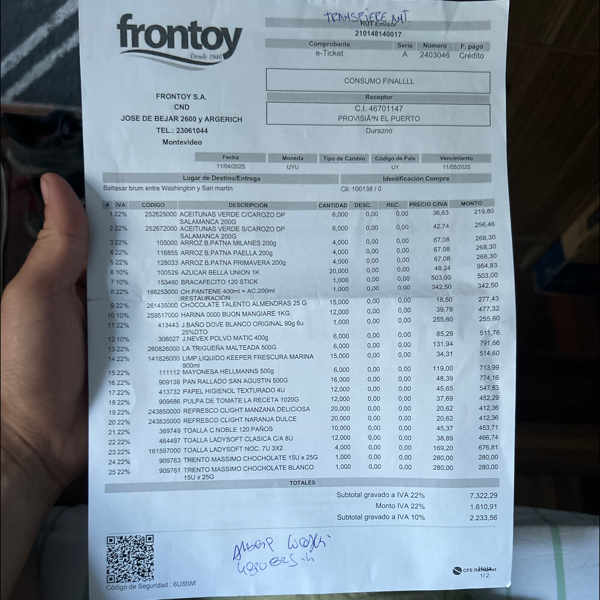 TRANSFIERE ANT.
frontoy
Desde 1946
RUT Emisor
210148140017
Comprobante Serie Número F. pago
e-Ticket A 2403046 Crédito
CONSUMO FINALLLL
Receptor
C.I. 46701147
PROVISIÃ³N EL PUERTO
Durazno
FRONTOY S.A.
CND
JOSE DE BEJAR 2600 y ARGERICH
TEL.: 23061044
Montevideo
Fecha Moneda Tipo de Cambio Código de País Vencimiento
11/04/2025 UYU UY 11/05/2025
Lugar de Destino/Entrega Identificación Compra
Baltasar brum entre Washington y San martin Cli: 100138 / 0
# IVA CÓDIGO DESCRIPCIÓN CANTIDAD DESC. REC. PRECIO C/IVA MONTO
1 22% 252625000 ACEITUNAS VERDE C/CAROZO DP 6,000 0,00 0,00 36,63 219,80
SALAMANCA 200G
2 22% 252672000 ACEITUNAS VERDE S/CAROZO DP 6,000 0,00 0,00 42,74 256,46
SALAMANCA 200G
3 22% 105000 ARROZ B.PATNA MILANES 200g 4,000 0,00 0,00 67,08 268,30
4 22% 116855 ARROZ B.PATNA PAELLA 200g 4,000 0,00 0,00 67,08 268,30
5 22% 128033 ARROZ B.PATNA PRIMAVERA 200g 4,000 0,00 0,00 67,08 268,30
6 10% 100529 AZUCAR BELLA UNION 1K 20,000 0,00 0,00 48,24 964,83
7 10% 153460 BRACAFECITO 120 STICK 1,000 0,00 0,00 503,00 503,00
8 22% 166253000 CH.PANTENE 400ml + AC.200ml 1,000 0,00 0,00 342,50 342,50
RESTAURACIÓN
9 22% 261435000 CHOCOLATE TALENTO ALMENDRAS 25 G 15,000 0,00 0,00 18,50 277,43
10 10% 259517000 HARINA 0000 BUON MANGIARE 1KG 12,000 0,00 0,00 39,78 477,32
11 22% 413443 J.BAÑO DOVE BLANCO ORIGINAL 90g 6u 1,000 0,00 0,00 255,60 255,60
25%DTO
12 10% 306027 J.NEVEX POLVO MATIC 400g 6,000 0,00 0,00 85,29 511,76
13 22% 260826000 LA TRIGUEÑA MALTEADA 500G 6,000 0,00 0,00 131,94 791,66
14 22% 141826000 LIMP.LIQUIDO KEEPER FRESCURA MARINA 15,000 0,00 0,00 34,31 514,60
900ml
15 22% 111112 MAYONESA HELLMANNS 500g 6,000 0,00 0,00 119,00 713,99
16 22% 909139 PAN RALLADO SAN AGUSTIN 500G 16,000 0,00 0,00 48,39 774,16
17 22% 413732 PAPEL HIGIENOL TEXTURADO 4U 12,000 0,00 0,00 45,65 547,83
18 22% 909686 PULPA DE TOMATE LA RECETA 1020G 12,000 0,00 0,00 37,69 452,29
19 22% 243850000 REFRESCO CLIGHT MANZANA DELICIOSA 20,000 0,00 0,00 20,62 412,36
20 22% 243835000 REFRESCO CLIGHT NARANJA DULCE 20,000 0,00 0,00 20,62 412,36
21 22% 369749 TOALLA C.NOBLE 120 PAÑOS 10,000 0,00 0,00 45,37 453,71
22 22% 464497 TOALLA LADYSOFT CLASICA C/A 8U 12,000 0,00 0,00 38,89 466,74
23 22% 161597000 TOALLA LADYSOFT NOC. 7U 3X2 4,000 0,00 0,00 169,20 676,81
24 22% 909763 TRENTO MASSIMO CHOCHOLATE 15U x 25G 1,000 0,00 0,00 280,00 280,00
25 22% 909761 TRENTO MASSIMO CHOCHOLATE BLANCO 1,000 0,00 0,00 280,00 280,00
15U x 25G
TOTALES
Subtotal gravado a IVA 22% 7.322,29
Monto IVA 22% 1.610,91
Subtotal gravado a IVA 10% 2.233,56
Código de Seguridad : 6UStWf
Hoja
1/2